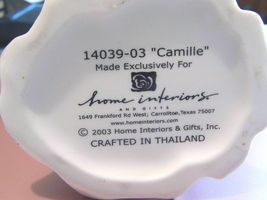 14039-03 "Camille"
Made Exclusively For
home interiors
AND GIFTS
1649 Frankford Rd West; Carrollton, Texas 75007
www.homeinteriors.com
© 2003 Home Interiors & Gifts, Inc.
CRAFTED IN THAILAND